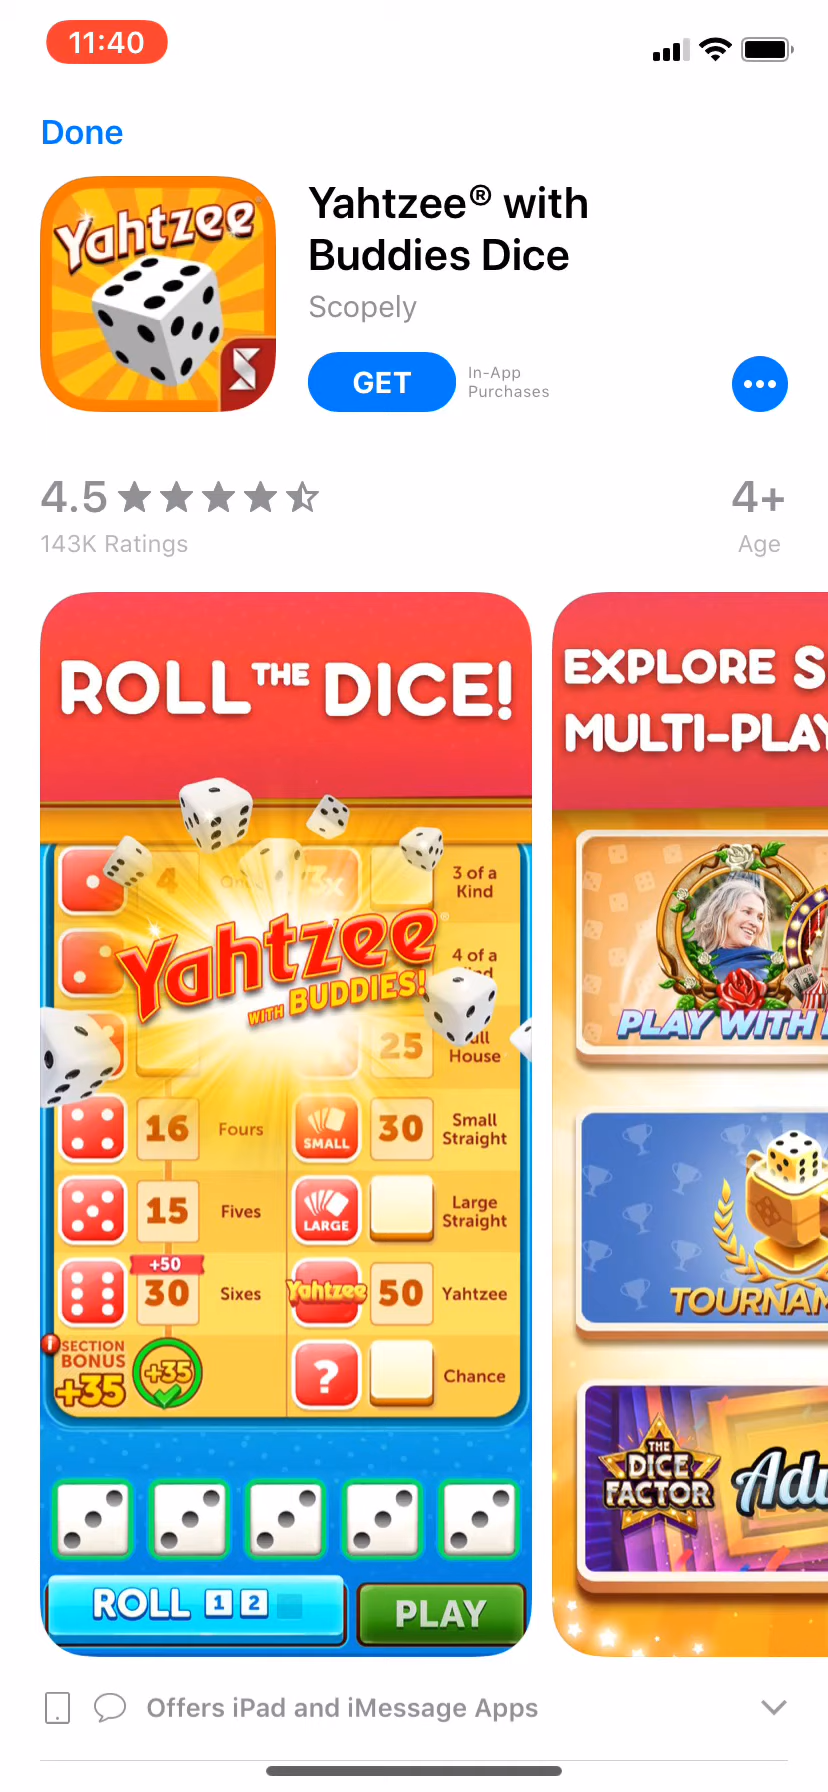 11:40
Done
Yahtzee
Yahtzee® with
Buddies Dice
Scopely
GET
In-App
Purchases
4.5
4+
143K Ratings
Age
ROLL THE DICE!
4
3x
3 of a
Kind
Yahtzee®
WITH BUDDIES!
4 of a
25
House
16
Fours
SMALL
30
Small
Straight
15
Fives
LARGE
Large
Straight
+50
30
Sixes
Yahtzee
50
Yahtzee
SECTION
BONUS
+35
+35
?
Chance
ROLL 1 2
PLAY
EXPLORE S
MULTI-PLAY
PLAY WITH
TOURNAM
THE
DICE
FACTOR
Adv
Offers iPad and iMessage Apps